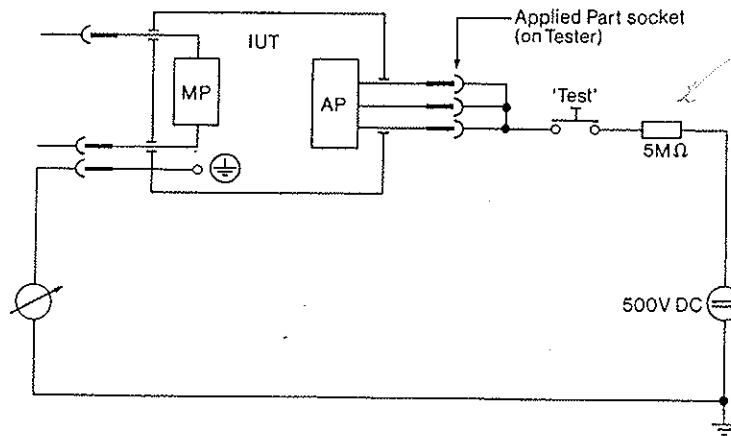 Applied Part socket
(on Tester)
IUT
MP
AP
'Test'
5MΩ
500V DC